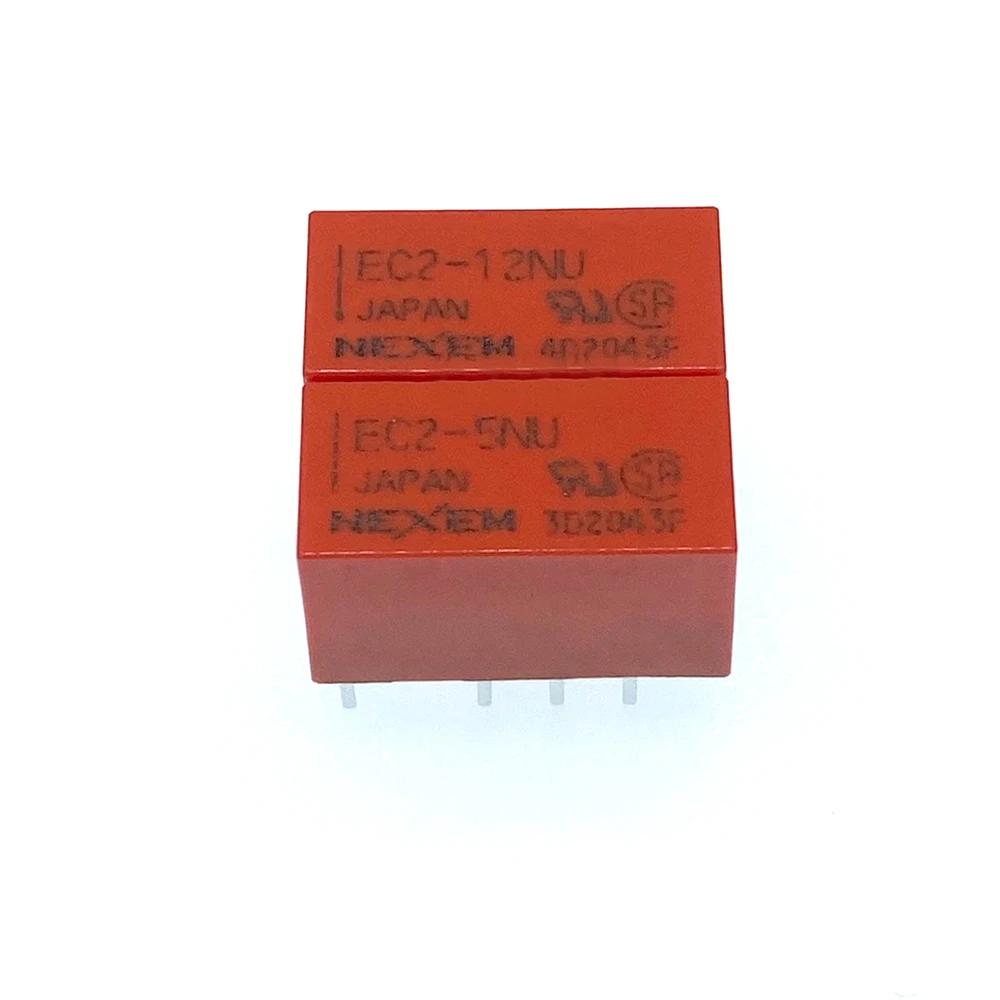 EC2-12NU
JAPAN
NEXEM 4D2043F
EC2-5NU
JAPAN
NEXEM 3D2043F